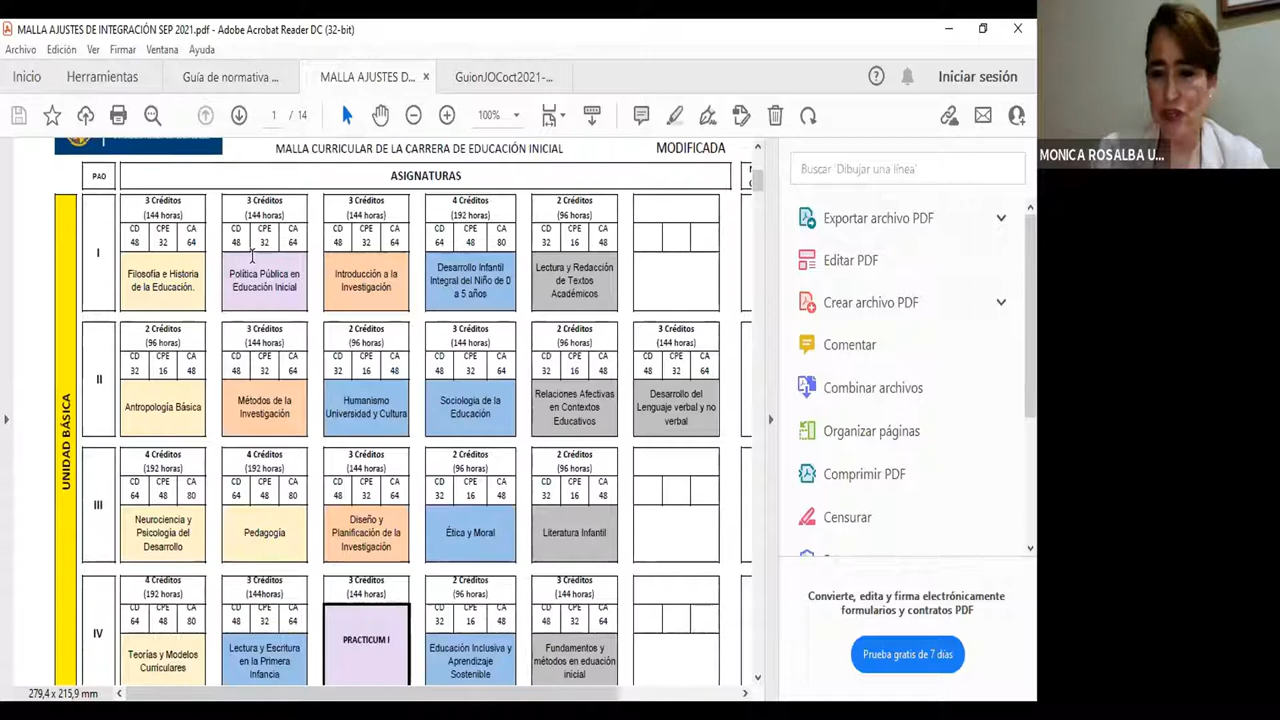 MALLA AJUSTES DE INTEGRACIÓN SEP 2021.pdf - Adobe Acrobat Reader DC (32-bit)
Archivo Edición Ver Firmar Ventana Ayuda
Inicio Herramientas Guía de normativa ... MALLA AJUSTES D... × GuionJOCoct2021-... Iniciar sesión
1 / 14 100%
MALLA CURRICULAR DE LA CARRERA DE EDUCACIÓN INICIAL MODIFICADA
PAO ASIGNATURAS
UNIDAD BÁSICA
I
3 Créditos 3 Créditos 3 Créditos 4 Créditos 2 Créditos
(144 horas) (144 horas) (144 horas) (192 horas) (96 horas)
CD CPE CA CD CPE CA CD CPE CA CD CPE CA CD CPE CA
48 32 64 48 32 64 48 32 64 64 48 80 32 16 48
Filosofía e Historia de la Educación.
Política Pública en Educación Inicial
Introducción a la Investigación
Desarrollo Infantil Integral del Niño de 0 a 5 años
Lectura y Redacción de Textos Académicos
II
2 Créditos 3 Créditos 2 Créditos 3 Créditos 2 Créditos 3 Créditos
(96 horas) (144 horas) (96 horas) (144 horas) (96 horas) (144 horas)
CD CPE CA CD CPE CA CD CPE CA CD CPE CA CD CPE CA CD CPE CA
32 16 48 48 32 64 32 16 48 48 32 64 32 16 48 48 32 64
Antropología Básica
Métodos de la Investigación
Humanismo Universidad y Cultura
Sociologia de la Educación
Relaciones Afectivas en Contextos Educativos
Desarrollo del Lenguaje verbal y no verbal
III
4 Créditos 4 Créditos 3 Créditos 2 Créditos 2 Créditos
(192 horas) (192 horas) (144 horas) (96 horas) (96 horas)
CD CPE CA CD CPE CA CD CPE CA CD CPE CA CD CPE CA
64 48 80 64 48 80 48 32 64 32 16 48 32 16 48
Neurociencia y Psicología del Desarrollo
Pedagogía
Diseño y Planificación de la Investigación
Ética y Moral
Literatura Infantil
IV
4 Créditos 3 Créditos 3 Créditos 2 Créditos 3 Créditos
(192 horas) (144horas) (144 horas) (96 horas) (144 horas)
CD CPE CA CD CPE CA CD CPE CA CD CPE CA
64 48 80 48 32 64 32 16 48 48 32 64
Teorías y Modelos Curriculares
Lectura y Escritura en la Primera Infancia
PRACTICUM I
Educación Inclusiva y Aprendizaje Sostenible
Fundamentos y métodos en eduación inicial
279,4 x 215,9 mm
Buscar 'Dibujar una línea'
Exportar archivo PDF
Editar PDF
Crear archivo PDF
Comentar
Combinar archivos
Organizar páginas
Comprimir PDF
Censurar
Convierte, edita y firma electrónicamente
formularios y contratos PDF
Prueba gratis de 7 días
MONICA ROSALBA U...